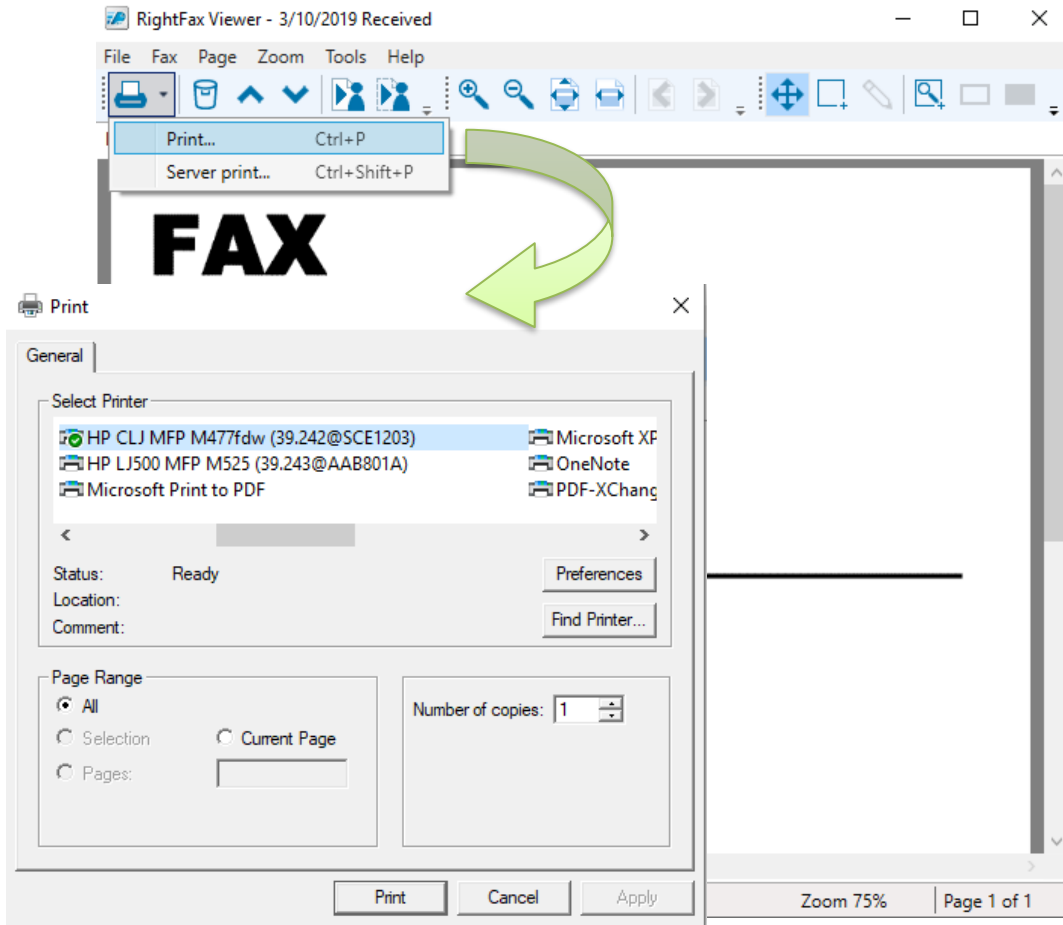 RightFax Viewer - 3/10/2019 Received
File Fax Page Zoom Tools Help
Print... Ctrl+P
Server print... Ctrl+Shift+P
FAX
Print
General
Select Printer
HP CLJ MFP M477fdw (39.242@SCE1203) Microsoft XP
HP LJ500 MFP M525 (39.243@AAB801A) OneNote
Microsoft Print to PDF PDF-XChang
Status: Ready Preferences
Location:
Comment: Find Printer...
Page Range
All
Number of copies: 1
Selection Current Page
Pages:
Print Cancel Apply
Zoom 75% Page 1 of 1